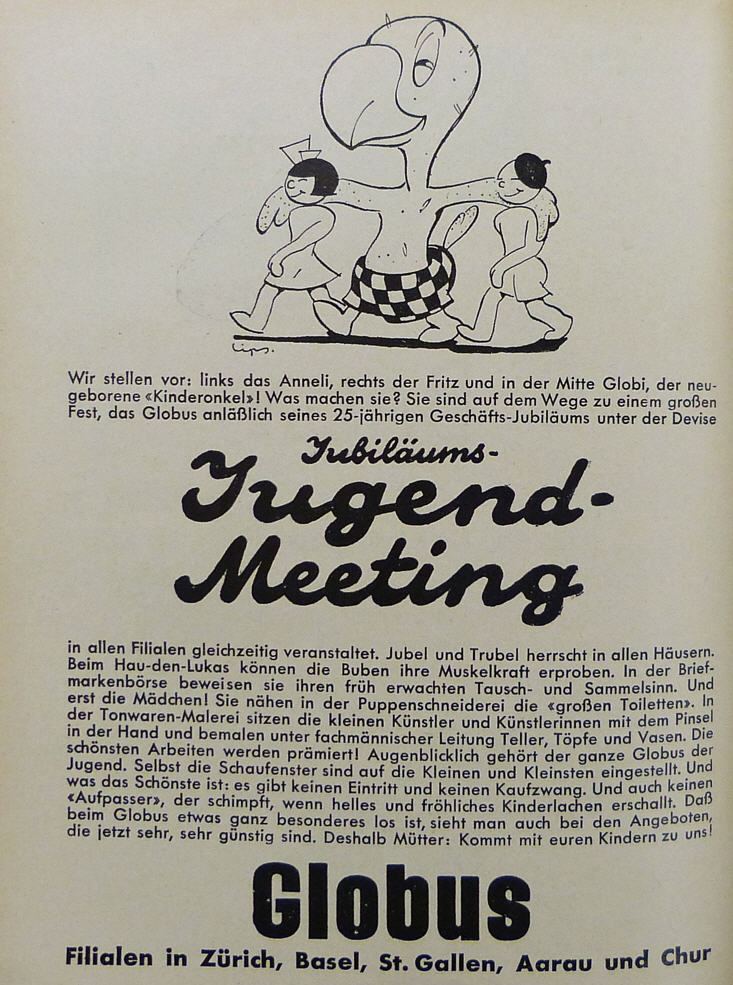 Lips.
Wir stellen vor: links das Anneli, rechts der Fritz und in der Mitte Globi, der neu-
geborene «Kinderonkel»! Was machen sie? Sie sind auf dem Wege zu einem großen
Fest, das Globus anläßlich seines 25-jährigen Geschäfts-Jubiläums unter der Devise
Jubiläums-
Jugend-
Meeting
in allen Filialen gleichzeitig veranstaltet. Jubel und Trubel herrscht in allen Häusern.
Beim Hau-den-Lukas können die Buben ihre Muskelkraft erproben. In der Brief-
markenbörse beweisen sie ihren früh erwachten Tausch- und Sammelsinn. Und
erst die Mädchen! Sie nähen in der Puppenschneiderei die «großen Toiletten». In
der Tonwaren-Malerei sitzen die kleinen Künstler und Künstlerinnen mit dem Pinsel
in der Hand und bemalen unter fachmännischer Leitung Teller, Töpfe und Vasen. Die
schönsten Arbeiten werden prämiert! Augenblicklich gehört der ganze Globus der
Jugend. Selbst die Schaufenster sind auf die Kleinen und Kleinsten eingestellt. Und
was das Schönste ist: es gibt keinen Eintritt und keinen Kaufzwang. Und auch keinen
«Aufpasser», der schimpft, wenn helles und fröhliches Kinderlachen erschallt. Daß
beim Globus etwas ganz besonderes los ist, sieht man auch bei den Angeboten,
die jetzt sehr, sehr günstig sind. Deshalb Mütter: Kommt mit euren Kindern zu uns!
Globus
Filialen in Zürich, Basel, St. Gallen, Aarau und Chur